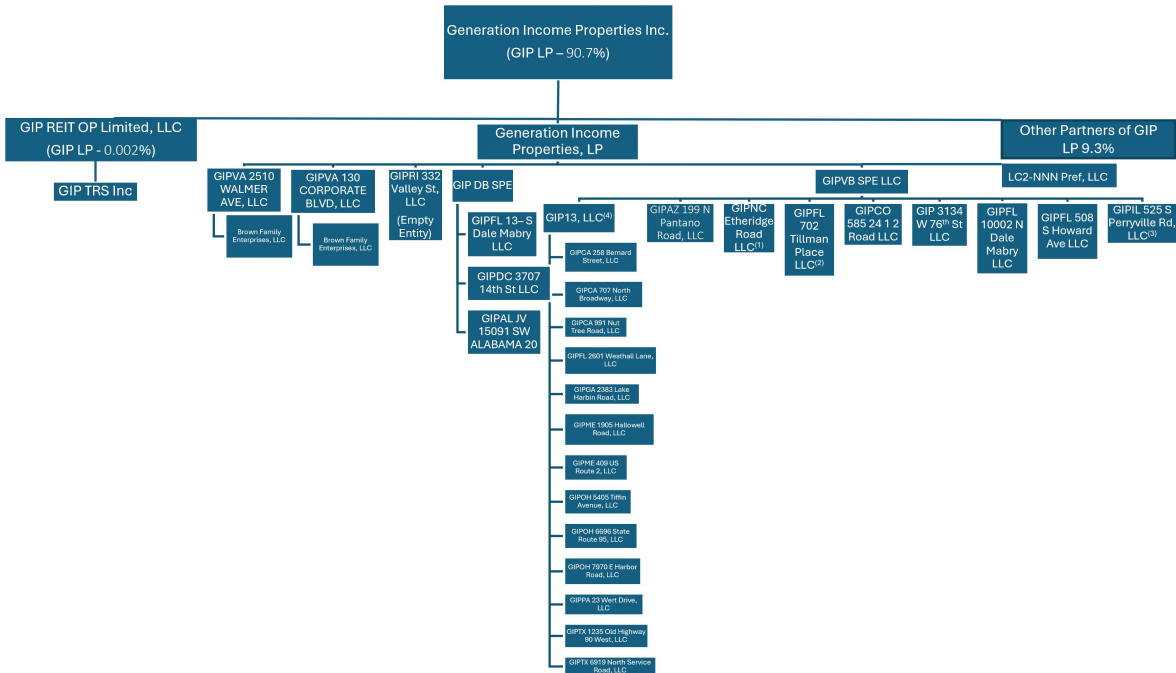 Generation Income Properties Inc.
(GIP LP – 90.7%)
GIP REIT OP Limited, LLC
(GIP LP - 0.002%)
Generation Income
Properties, LP
Other Partners of GIP
LP 9.3%
GIP TRS Inc
GIPVA 2510
WALMER
AVE, LLC
Brown Family
Enterprises, LLC
GIPVA 130
CORPORATE
BLVD, LLC
Brown Family
Enterprises, LLC
GIPRI 332
Valley St,
LLC
(Empty
Entity)
GIP DB SPE
GIPFL 13– S
Dale Mabry
LLC
GIPDC 3707
14th St LLC
GIPAL JV
15091 SW
ALABAMA 20
GIPVB SPE LLC
LC2-NNN Pref, LLC
GIP13, LLC(4)
GIPCA 258 Bernard
Street, LLC
GIPCA 707 North
Broadway, LLC
GIPCA 991 Nut
Tree Road, LLC
GIPFL 2601 Westhall Lane,
LLC
GIPGA 2383 Lake
Harbin Road, LLC
GIPME 1905 Hallowell
Road, LLC
GIPME 409 US
Route 2, LLC
GIPOH 5405 Tiffin
Avenue, LLC
GIPOH 6696 State
Route 95, LLC
GIPOH 7970 E Harbor
Road, LLC
GIPPA 23 Wert Drive,
LLC
GIPTX 1235 Old Highway
90 West, LLC
GIPTX 6919 North Service
Road, LLC
GIPAZ 199 N
Pantano
Road, LLC
GIPNC
Etheridge
Road
LLC(1)
GIPFL
702
Tillman
Place
LLC(2)
GIPCO
585 24 1 2
Road LLC
GIP 3134
W 76th St
LLC
GIPFL
10002 N
Dale
Mabry
LLC
GIPFL 508
S Howard
Ave LLC
GIPIL 525 S
Perryville Rd,
LLC(3)